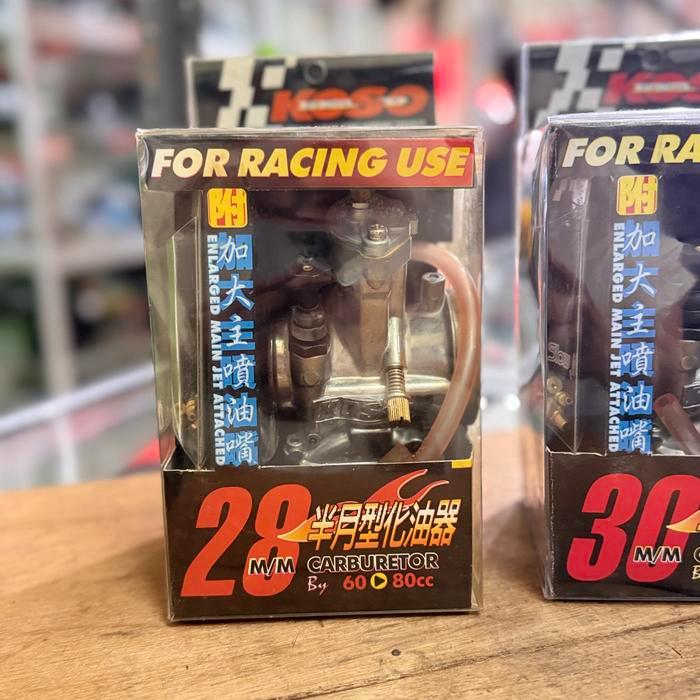 KOSO
FOR RACING USE
附
加大主噴油嘴
ENLARGED MAIN JET ATTACHED
28 M/M
半月型化油器
CARBURETOR
By 60 80cc
KOSO
FOR RA
附
加大主噴油嘴
ENLARGED MAIN JET ATTACHED
30 M/M